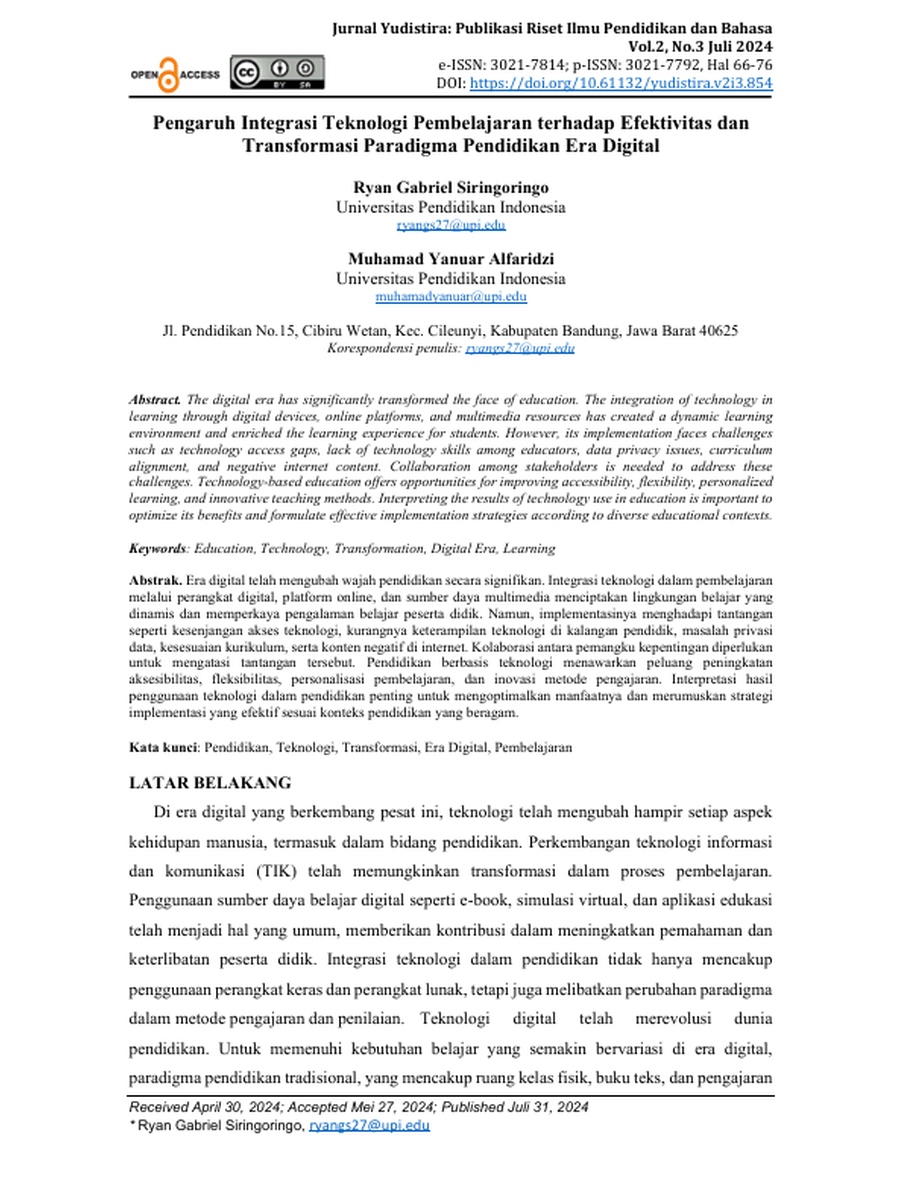 Jurnal Yudistira: Publikasi Riset Ilmu Pendidikan dan Bahasa
Vol.2, No.3 Juli 2024
e-ISSN: 3021-7814; p-ISSN: 3021-7792, Hal 66-76
DOI: https://doi.org/10.61132/yudistira.v2i3.854
OPEN ACCESS
CC BY SA
Pengaruh Integrasi Teknologi Pembelajaran terhadap Efektivitas dan
Transformasi Paradigma Pendidikan Era Digital
Ryan Gabriel Siringoringo
Universitas Pendidikan Indonesia
ryangs27@upi.edu
Muhamad Yanuar Alfaridzi
Universitas Pendidikan Indonesia
muhamadyanuar@upi.edu
Jl. Pendidikan No.15, Cibiru Wetan, Kec. Cileunyi, Kabupaten Bandung, Jawa Barat 40625
Korespondensi penulis: ryangs27@upi.edu
Abstract. The digital era has significantly transformed the face of education. The integration of technology in
learning through digital devices, online platforms, and multimedia resources has created a dynamic learning
environment and enriched the learning experience for students. However, its implementation faces challenges
such as technology access gaps, lack of technology skills among educators, data privacy issues, curriculum
alignment, and negative internet content. Collaboration among stakeholders is needed to address these
challenges. Technology-based education offers opportunities for improving accessibility, flexibility, personalized
learning, and innovative teaching methods. Interpreting the results of technology use in education is important to
optimize its benefits and formulate effective implementation strategies according to diverse educational contexts.
Keywords: Education, Technology, Transformation, Digital Era, Learning
Abstrak. Era digital telah mengubah wajah pendidikan secara signifikan. Integrasi teknologi dalam pembelajaran
melalui perangkat digital, platform online, dan sumber daya multimedia menciptakan lingkungan belajar yang
dinamis dan memperkaya pengalaman belajar peserta didik. Namun, implementasinya menghadapi tantangan
seperti kesenjangan akses teknologi, kurangnya keterampilan teknologi di kalangan pendidik, masalah privasi
data, kesesuaian kurikulum, serta konten negatif di internet. Kolaborasi antara pemangku kepentingan diperlukan
untuk mengatasi tantangan tersebut. Pendidikan berbasis teknologi menawarkan peluang peningkatan
aksesibilitas, fleksibilitas, personalisasi pembelajaran, dan inovasi metode pengajaran. Interpretasi hasil
penggunaan teknologi dalam pendidikan penting untuk mengoptimalkan manfaatnya dan merumuskan strategi
implementasi yang efektif sesuai konteks pendidikan yang beragam.
Kata kunci: Pendidikan, Teknologi, Transformasi, Era Digital, Pembelajaran
LATAR BELAKANG
Di era digital yang berkembang pesat ini, teknologi telah mengubah hampir setiap aspek
kehidupan manusia, termasuk dalam bidang pendidikan. Perkembangan teknologi informasi
dan komunikasi (TIK) telah memungkinkan transformasi dalam proses pembelajaran.
Penggunaan sumber daya belajar digital seperti e-book, simulasi virtual, dan aplikasi edukasi
telah menjadi hal yang umum, memberikan kontribusi dalam meningkatkan pemahaman dan
keterlibatan peserta didik. Integrasi teknologi dalam pendidikan tidak hanya mencakup
penggunaan perangkat keras dan perangkat lunak, tetapi juga melibatkan perubahan paradigma
dalam metode pengajaran dan penilaian. Teknologi digital telah merevolusi dunia
pendidikan. Untuk memenuhi kebutuhan belajar yang semakin bervariasi di era digital,
paradigma pendidikan tradisional, yang mencakup ruang kelas fisik, buku teks, dan pengajaran
Received April 30, 2024; Accepted Mei 27, 2024; Published Juli 31, 2024
* Ryan Gabriel Siringoringo, ryangs27@upi.edu